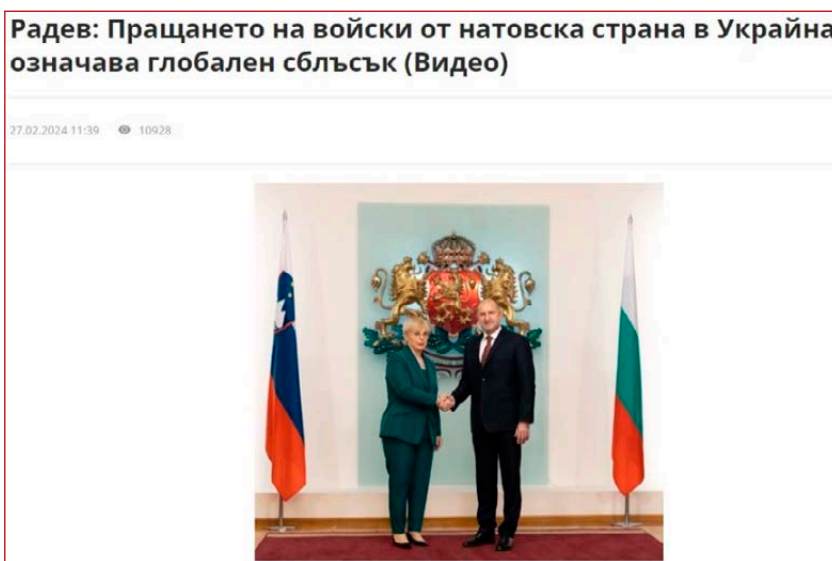 Радев: Пращането на войски от натовска страна в Украйна
означава глобален сблъсък (Видео)
27.02.2024 11:39 10928